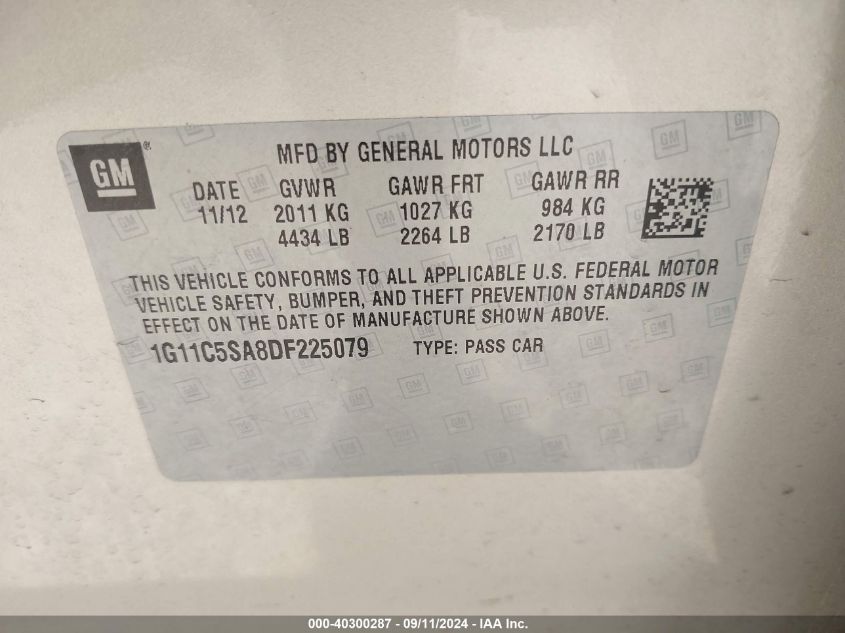 GM ®
MFD BY GENERAL MOTORS LLC
DATE GVWR GAWR FRT GAWR RR
11/12 2011 KG 1027 KG 984 KG
4434 LB 2264 LB 2170 LB
THIS VEHICLE CONFORMS TO ALL APPLICABLE U.S. FEDERAL MOTOR
VEHICLE SAFETY, BUMPER, AND THEFT PREVENTION STANDARDS IN
EFFECT ON THE DATE OF MANUFACTURE SHOWN ABOVE.
1G11C5SA8DF225079 TYPE: PASS CAR
000-40300287 - 09/11/2024 - IAA Inc.